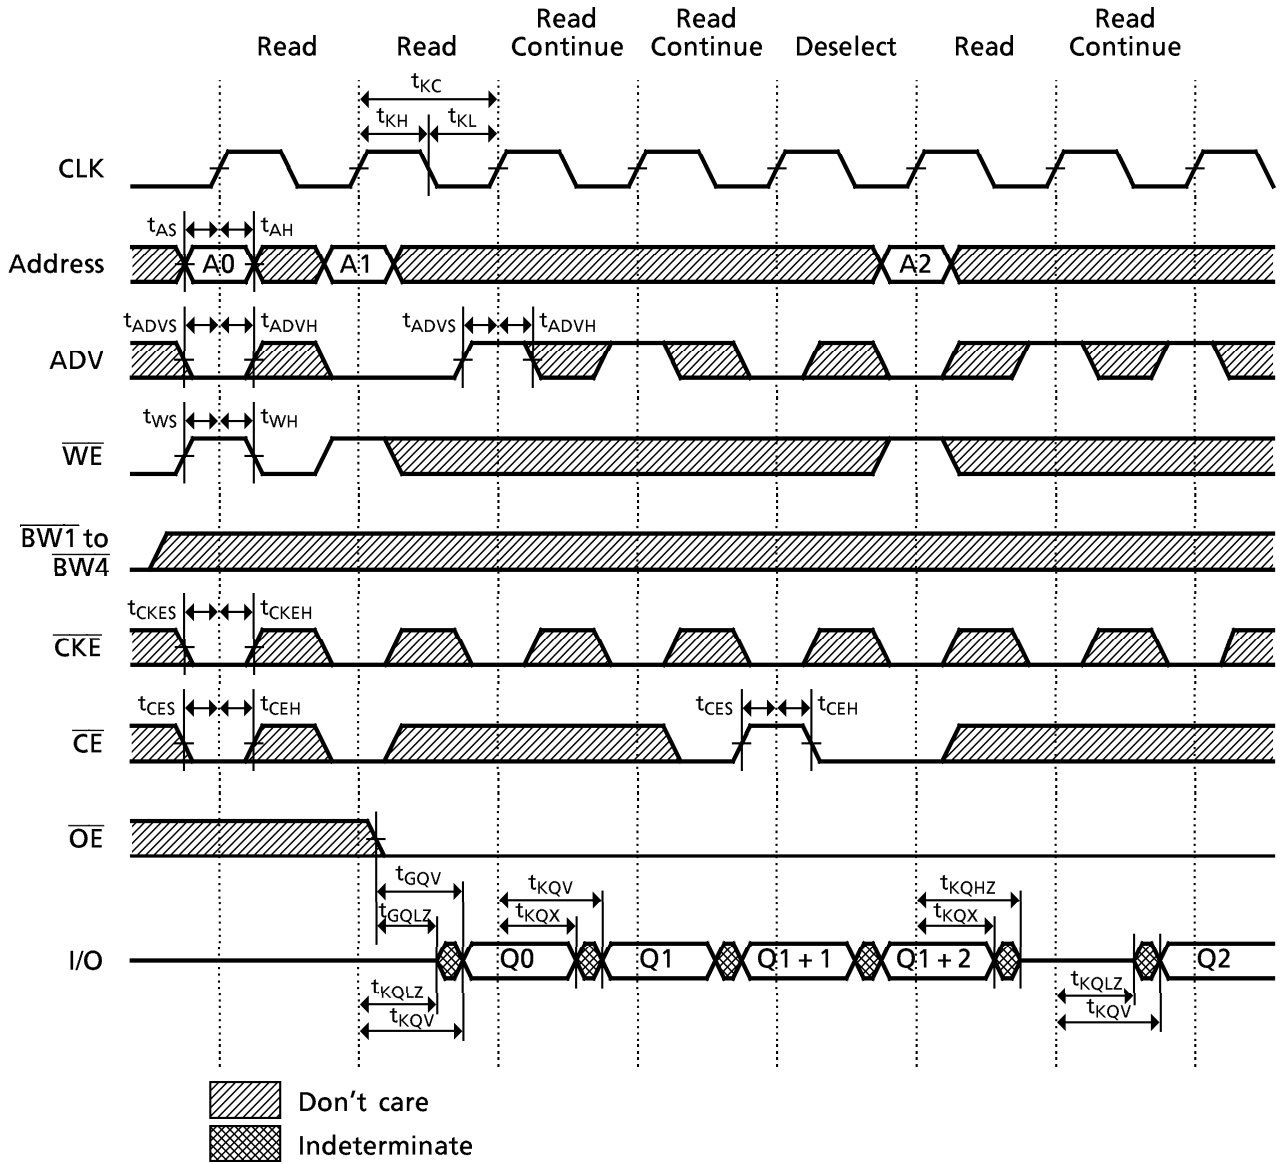 Read Read Read Continue Read Continue Deselect Read Read Continue
tKC
tKH tKL
CLK
tAS tAH
Address A0 A1 A2
tADVS tADVH tADVS tADVH
ADV
tWS tWH
WE
BW1 to
BW4
tCKES tCKEH
CKE
tCES tCEH tCES tCEH
CE
OE
tGQV tKQV tKQHZ
tGQLZ tKQX tKQX
I/O Q0 Q1 Q1 + 1 Q1 + 2 Q2
tKQLZ tKQLZ
tKQV tKQV
Don't care
Indeterminate